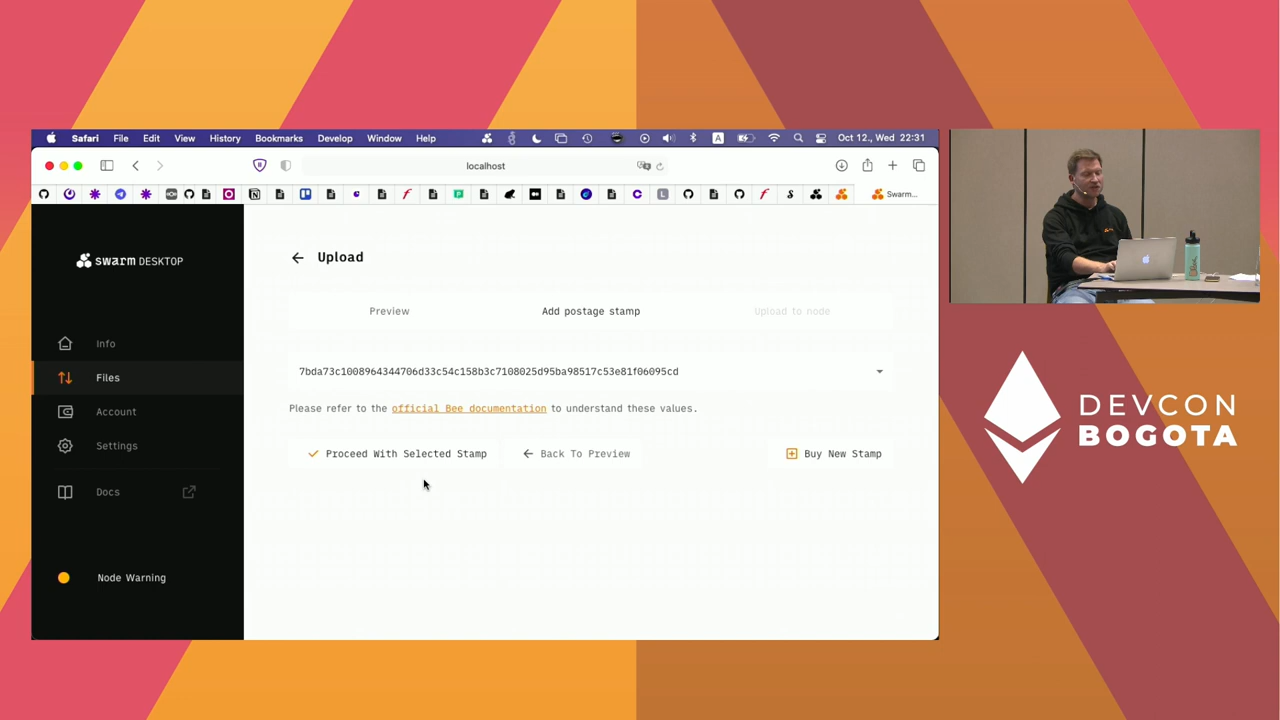 Safari File Edit View History Bookmarks Develop Window Help A Oct 12., Wed 22:31
localhost
Swarm...
swarm DESKTOP
Info
Files
Account
Settings
Docs
Node Warning
Upload
Preview Add postage stamp Upload to node
7bda73c1008964344706d33c54c158b3c7108025d95ba98517c53e81f06095cd
Please refer to the official Bee documentation to understand these values.
Proceed With Selected Stamp Back To Preview Buy New Stamp
DEVCON
BOGOTA